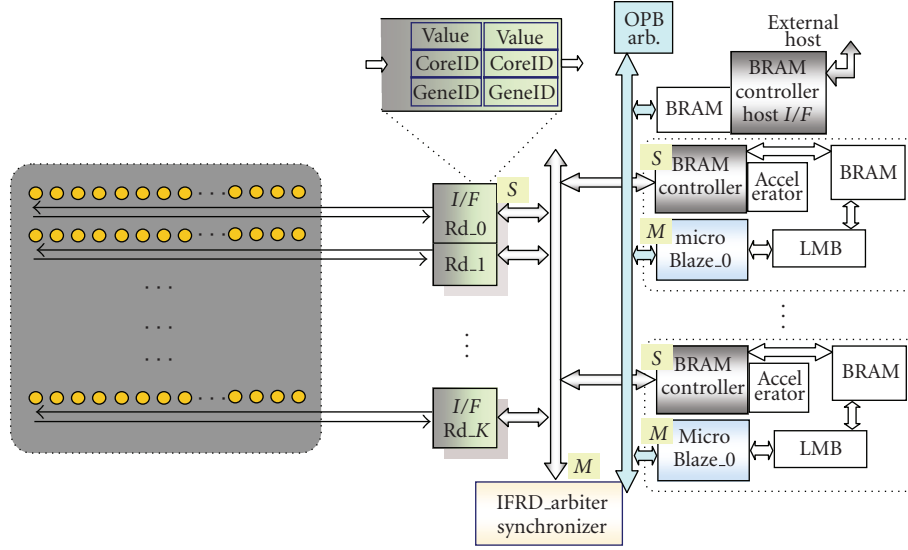 Value Value
CoreID CoreID
GeneID GeneID
OPB
arb.
External
host
BRAM
controller
host I/F
BRAM
S
BRAM
controller
Accel
erator
BRAM
M
micro
Blaze_0
LMB
I/F
Rd_0
S
Rd_1
...
...
...
...
I/F
Rd_K
...
S
BRAM
controller
Accel
erator
BRAM
M
Micro
Blaze_0
LMB
...
...
M
IFRD_arbiter
synchronizer